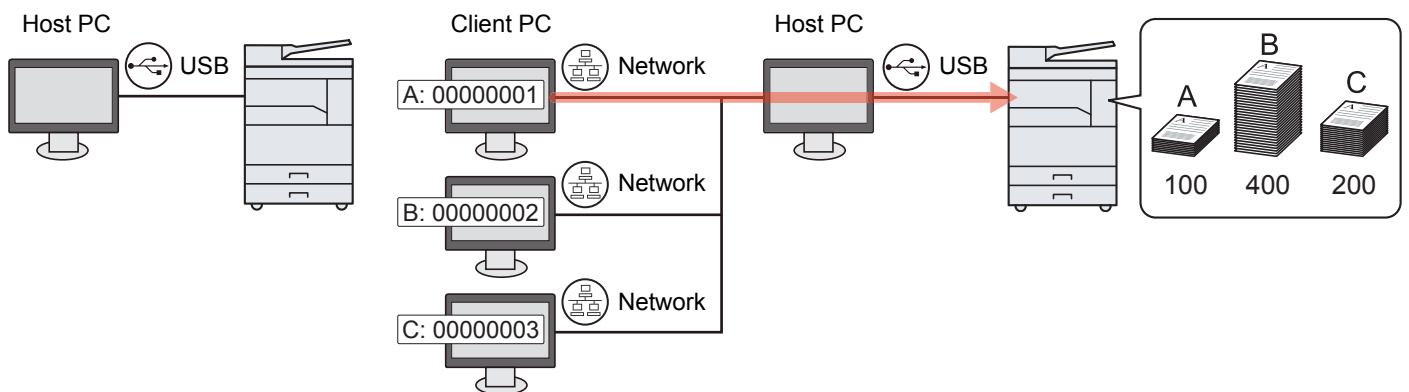 Host PC
USB
Client PC
Network
A: 00000001
Network
B: 00000002
Network
C: 00000003
Host PC
USB
A
B
C
100
400
200